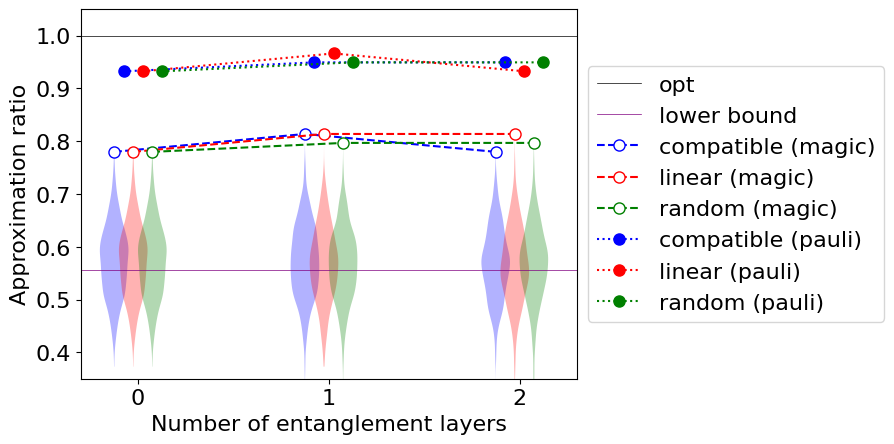 1.0
0.9
0.8
0.7
0.6
0.5
0.4
Approximation ratio
0 1 2
Number of entanglement layers
opt
lower bound
compatible (magic)
linear (magic)
random (magic)
compatible (pauli)
linear (pauli)
random (pauli)